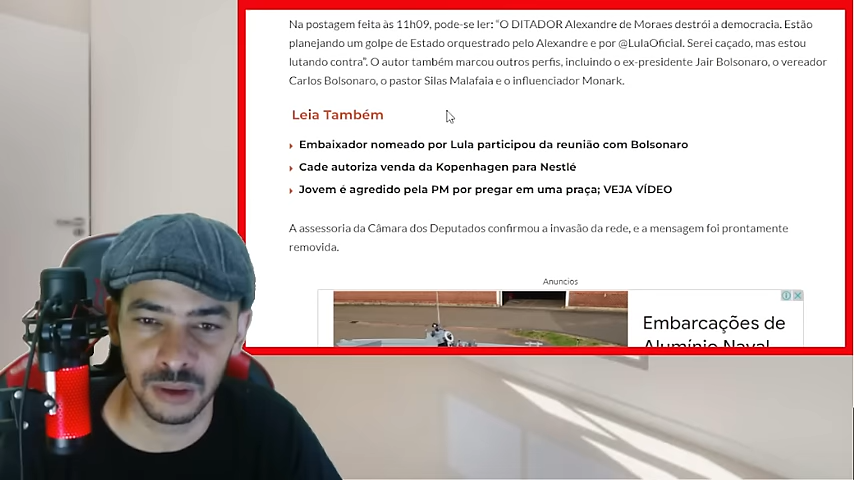 Na postagem feita às 11h09, pode-se ler: “O DITADOR Alexandre de Moraes destrói a democracia. Estão
planejando um golpe de Estado orquestrado pelo Alexandre e por @LulaOficial. Serei caçado, mas estou
lutando contra”. O autor também marcou outros perfis, incluindo o ex-presidente Jair Bolsonaro, o vereador
Carlos Bolsonaro, o pastor Silas Malafaia e o influenciador Monark.
Leia Também
Embaixador nomeado por Lula participou da reunião com Bolsonaro
Cade autoriza venda da Kopenhagen para Nestlé
Jovem é agredido pela PM por pregar em uma praça; VEJA VÍDEO
A assessoria da Câmara dos Deputados confirmou a invasão da rede, e a mensagem foi prontamente
removida.
Anuncios
Embarcações de
Alumínio Naval